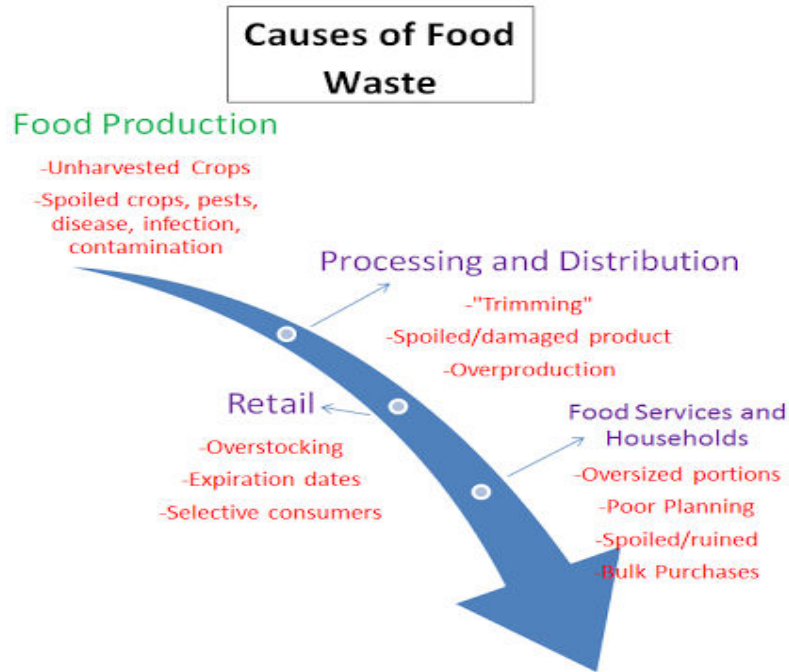 Causes of Food
Waste
Food Production
-Unharvested Crops
-Spoiled crops, pests,
disease, infection,
contamination
Processing and Distribution
-"Trimming"
-Spoiled/damaged product
-Overproduction
Retail
-Overstocking
-Expiration dates
-Selective consumers
Food Services and
Households
-Oversized portions
-Poor Planning
-Spoiled/ruined
-Bulk Purchases